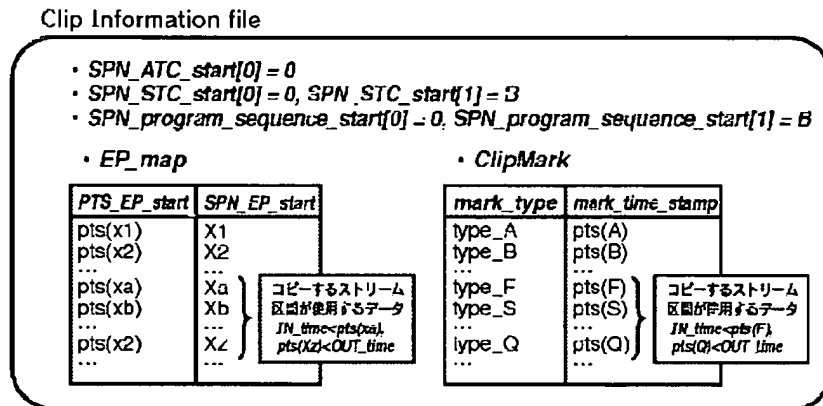 Clip Information file
・SPN_ATC_start[0] = 0
・SPN_STC_start[0] = 0, SPN_STC_start[1] = B
・SPN_program_sequence_start[0] = 0, SPN_program_sequence_start[1] = B
・EP_map
PTS_EP_start SPN_EP_start
pts(x1) X1
pts(x2) X2
... ...
pts(xa) Xa
pts(xb) Xb
... ...
pts(x2) XZ
... ...
コピーするストリーム
区間が使用するデータ
IN_time<pts(xa),
pts(Xz)<OUT_time
・ClipMark
mark_type mark_time_stamp
type_A pts(A)
type_B pts(B)
... ...
type_F pts(F)
type_S pts(S)
... ...
type_Q pts(Q)
... ...
コピーするストリーム
区間が使用するデータ
IN_time<pts(F),
pts(Q)<OUT_time